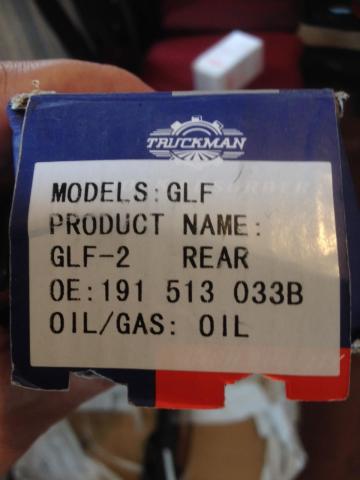 TRUCKMAN
MODELS: GLF
PRODUCT NAME:
GLF-2 REAR
OE: 191 513 033B
OIL/GAS: OIL